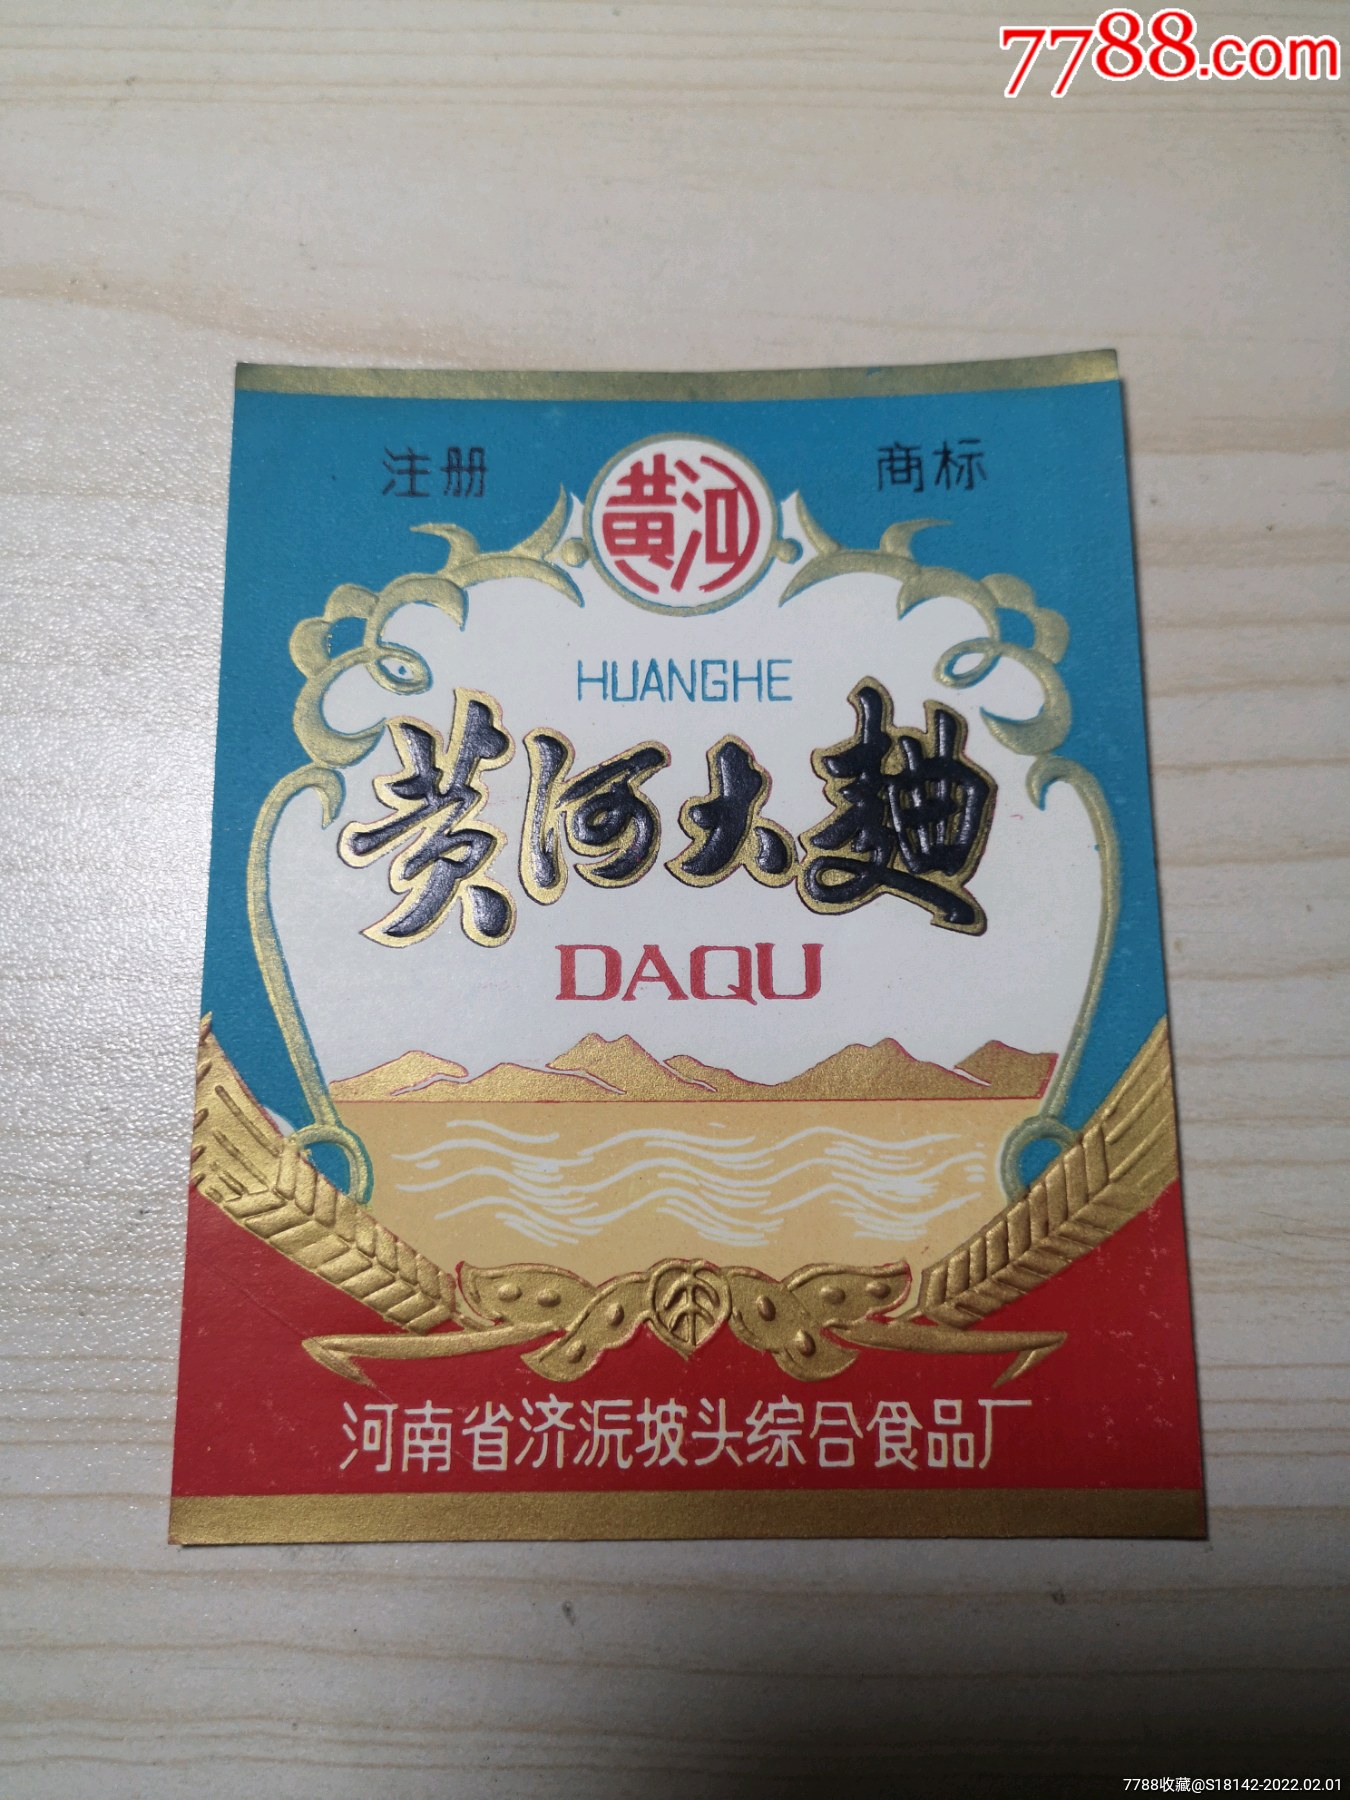 7788.com
注册 商标
黄河
HUANGHE
黄河大麯
DAQU
河南省济沅坡头综合食品厂
7788收藏@S18142-2022.02.01